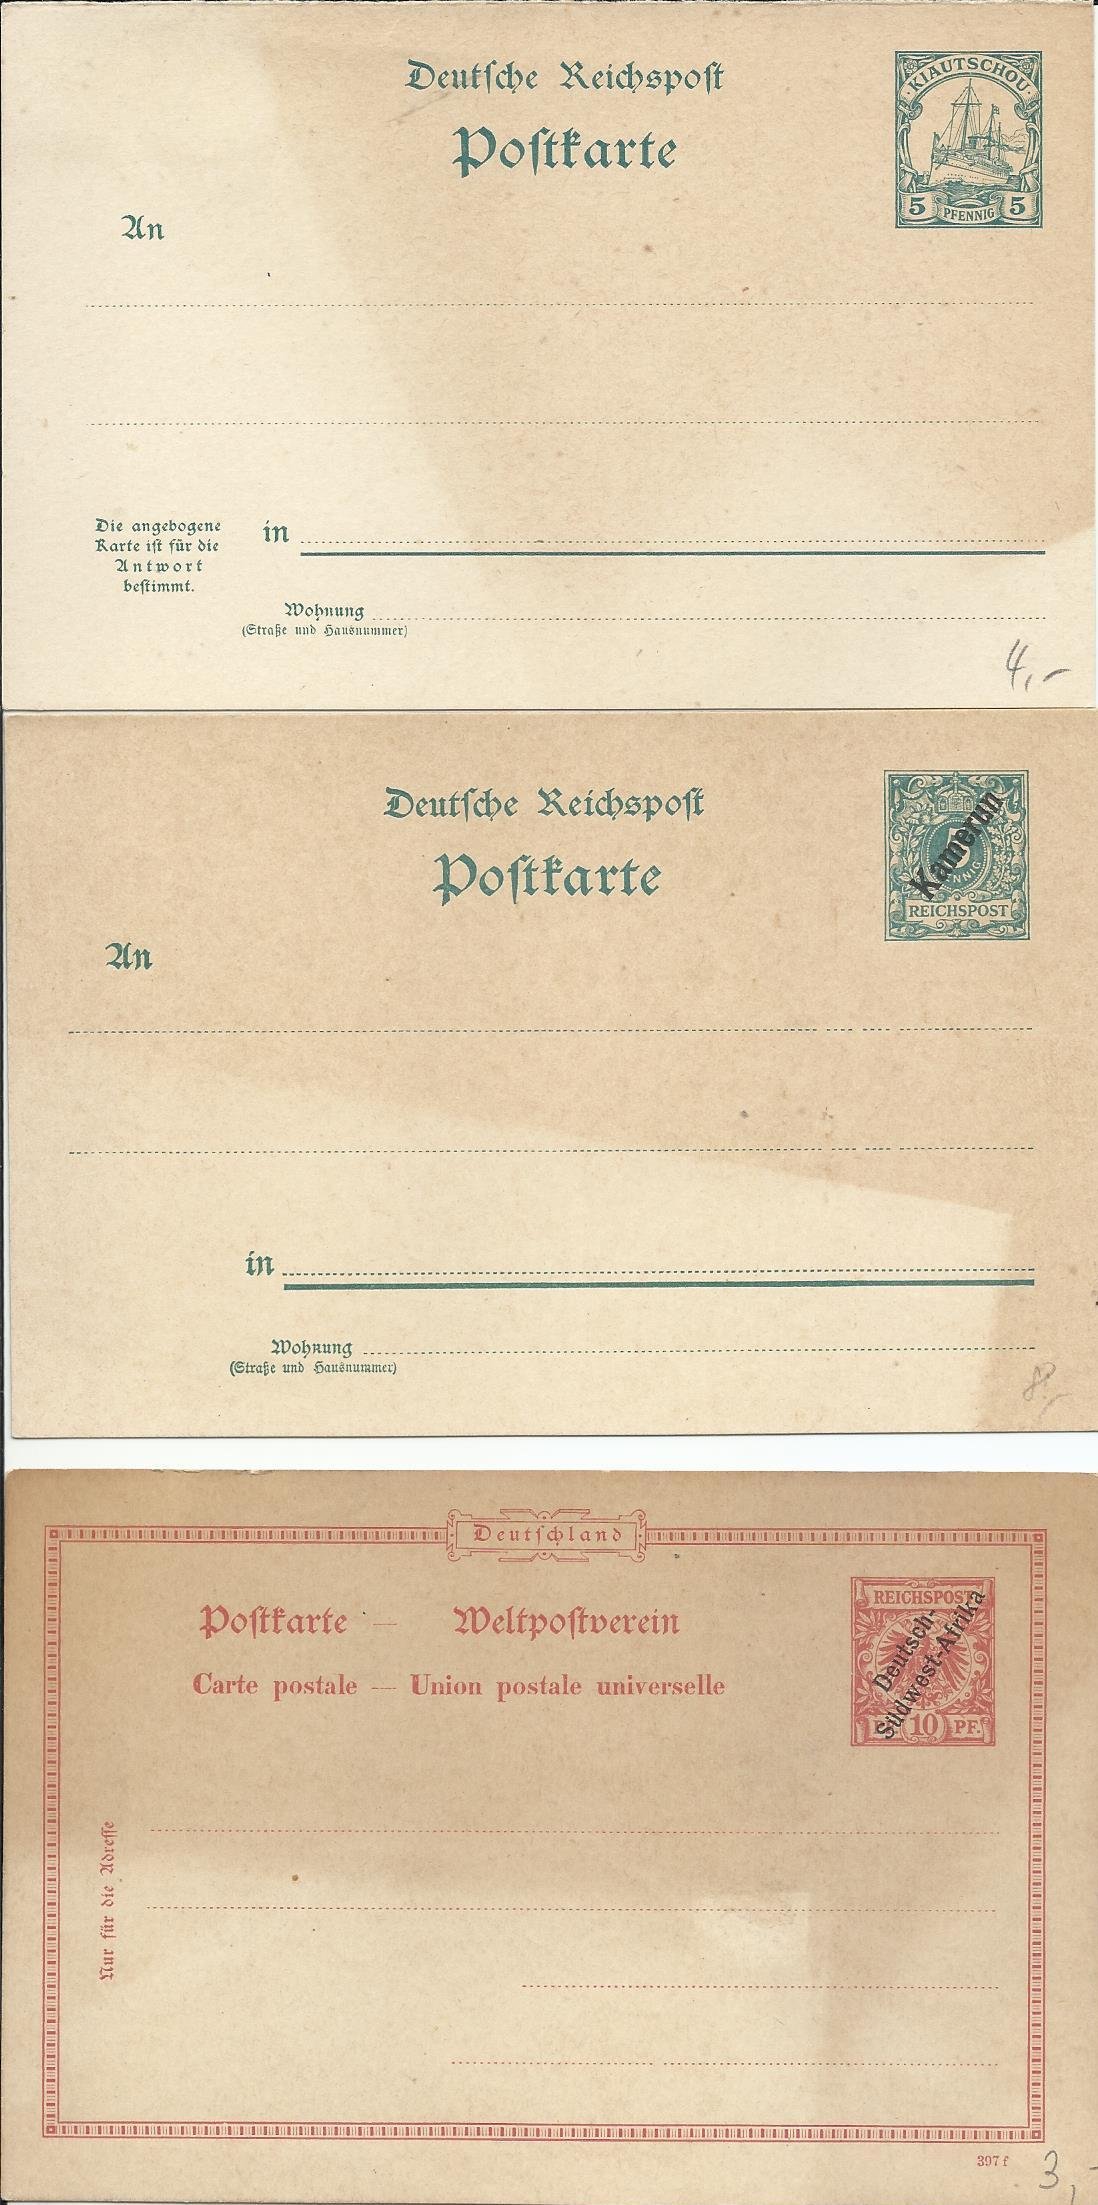 Deutsche Reichspost
KIAUTSCHOU
Postkarte
5 PFENNIG 5
An
Die angebogene
Karte ist für die
Antwort
bestimmt.
in
Wohnung
(Straße und Hausnummer)
4,-
Deutsche Reichspost
Postkarte
Kamerun
5
PFENNIG
REICHSPOST
An
in
Wohnung
(Straße und Hausnummer)
8,-
Deutschland
Postkarte — Weltpostverein
Carte postale — Union postale universelle
REICHSPOST
Deutsch-
Südwest-Afrika
10 PF.
Nur für die Adresse
397 f
3,-